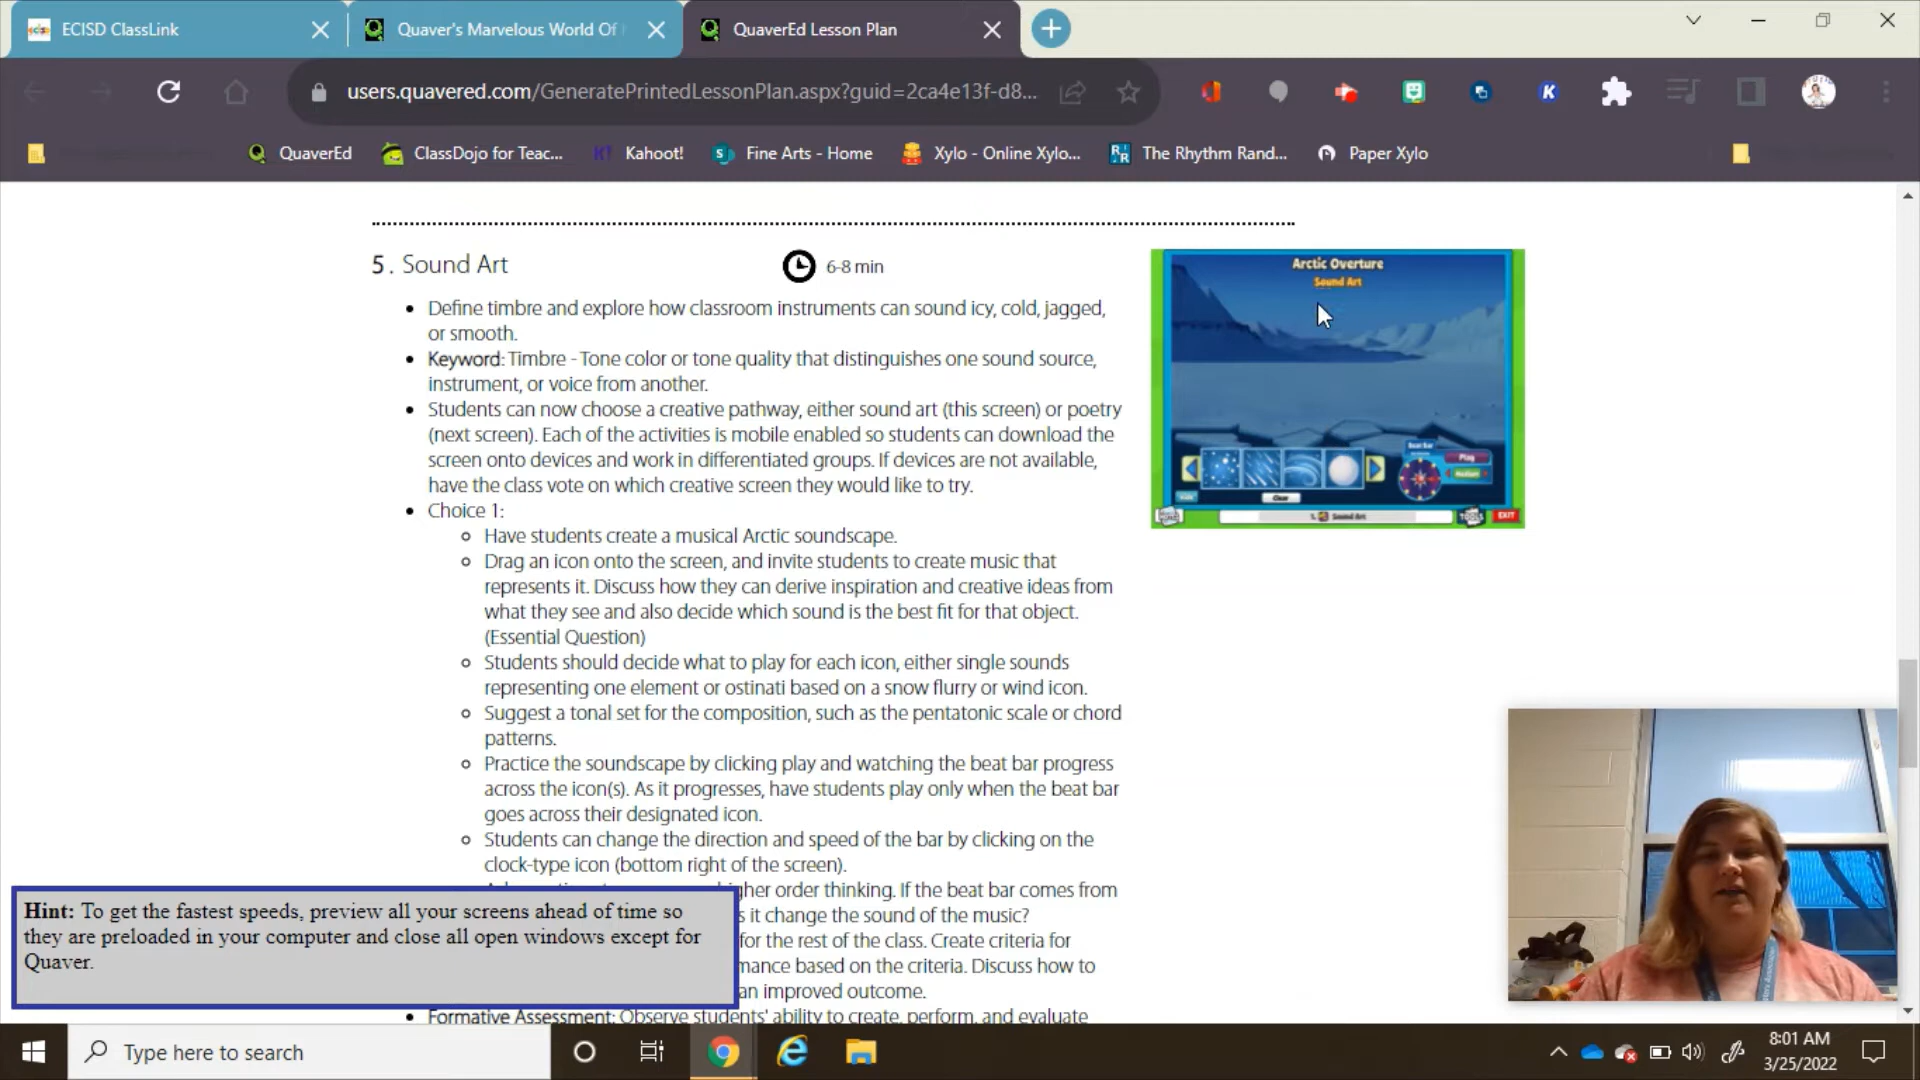 ECISD ClassLink
Quaver's Marvelous World Of
QuaverEd Lesson Plan
users.quavered.com/GeneratePrintedLessonPlan.aspx?guid=2ca4e13f-d8...
QuaverEd
ClassDojo for Teac...
Kahoot!
Fine Arts - Home
Xylo - Online Xylo...
The Rhythm Rand...
Paper Xylo
5. Sound Art
6-8 min
• Define timbre and explore how classroom instruments can sound icy, cold, jagged,
or smooth.
• Keyword: Timbre - Tone color or tone quality that distinguishes one sound source,
instrument, or voice from another.
• Students can now choose a creative pathway, either sound art (this screen) or poetry
(next screen). Each of the activities is mobile enabled so students can download the
screen onto devices and work in differentiated groups. If devices are not available,
have the class vote on which creative screen they would like to try.
• Choice 1:
Have students create a musical Arctic soundscape.
Drag an icon onto the screen, and invite students to create music that
represents it. Discuss how they can derive inspiration and creative ideas from
what they see and also decide which sound is the best fit for that object.
(Essential Question)
Students should decide what to play for each icon, either single sounds
representing one element or ostinati based on a snow flurry or wind icon.
Suggest a tonal set for the composition, such as the pentatonic scale or chord
patterns.
Practice the soundscape by clicking play and watching the beat bar progress
across the icon(s). As it progresses, have students play only when the beat bar
goes across their designated icon.
Students can change the direction and speed of the bar by clicking on the
clock-type icon (bottom right of the screen).
higher order thinking. If the beat bar comes from
s it change the sound of the music?
for the rest of the class. Create criteria for
mance based on the criteria. Discuss how to
an improved outcome.
• Formative Assessment: Observe students' ability to create, perform, and evaluate
Arctic Overture
Sound Art
Beat Bar
Play
Medium
Clear
1. Sound Art
TOOLS
EXIT
Hint: To get the fastest speeds, preview all your screens ahead of time so
they are preloaded in your computer and close all open windows except for
Quaver.
Type here to search
8:01 AM
3/25/2022